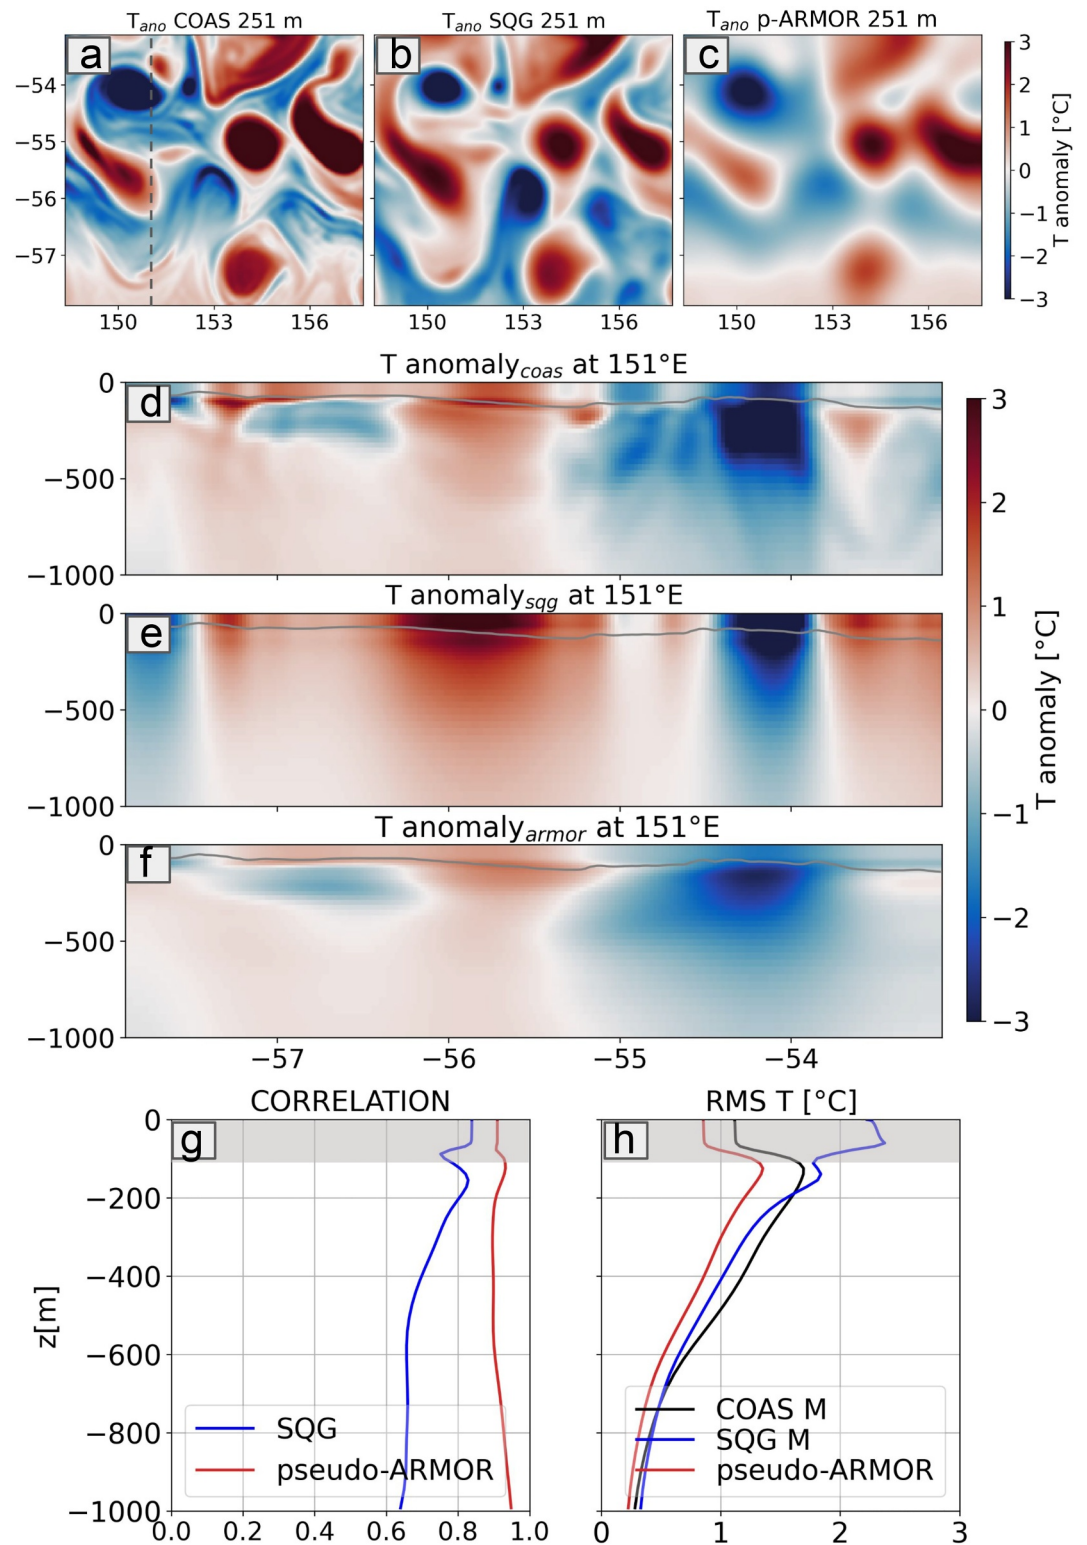 T_ano COAS 251 m
T_ano SQG 251 m
T_ano p-ARMOR 251 m
a
b
c
−54
−55
−56
−57
150
153
156
150
153
156
150
153
156
3
2
1
0
−1
−2
−3
T anomaly [°C]
T anomaly_coas at 151°E
d
0
−500
−1000
T anomaly_sqg at 151°E
e
0
−500
−1000
T anomaly_armor at 151°E
f
0
−500
−1000
−57
−56
−55
−54
3
2
1
0
−1
−2
−3
T anomaly [°C]
CORRELATION
g
0
−200
−400
−600
−800
−1000
z[m]
SQG
pseudo-ARMOR
0.0
0.2
0.4
0.6
0.8
1.0
RMS T [°C]
h
COAS M
SQG M
pseudo-ARMOR
0
1
2
3